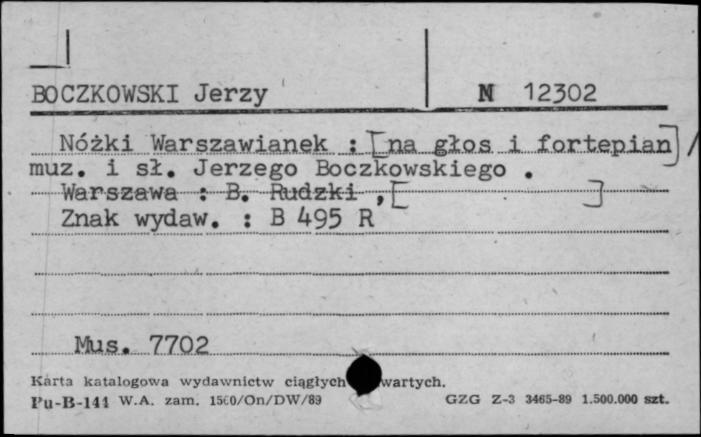 BOCZKOWSKI Jerzy N 12302
Nóżki Warszawianek : [na głos i fortepian] /
muz. i sł. Jerzego Boczkowskiego .
Warszawa : B. Rudzki , [ ]
Znak wydaw. : B 495 R
Mus. 7702
Karta katalogowa wydawnictw ciągłych wartych.
Pu-B-141 W.A. zam. 1560/On/DW/89 GZG Z-3 3465-89 1.500.000 szt.